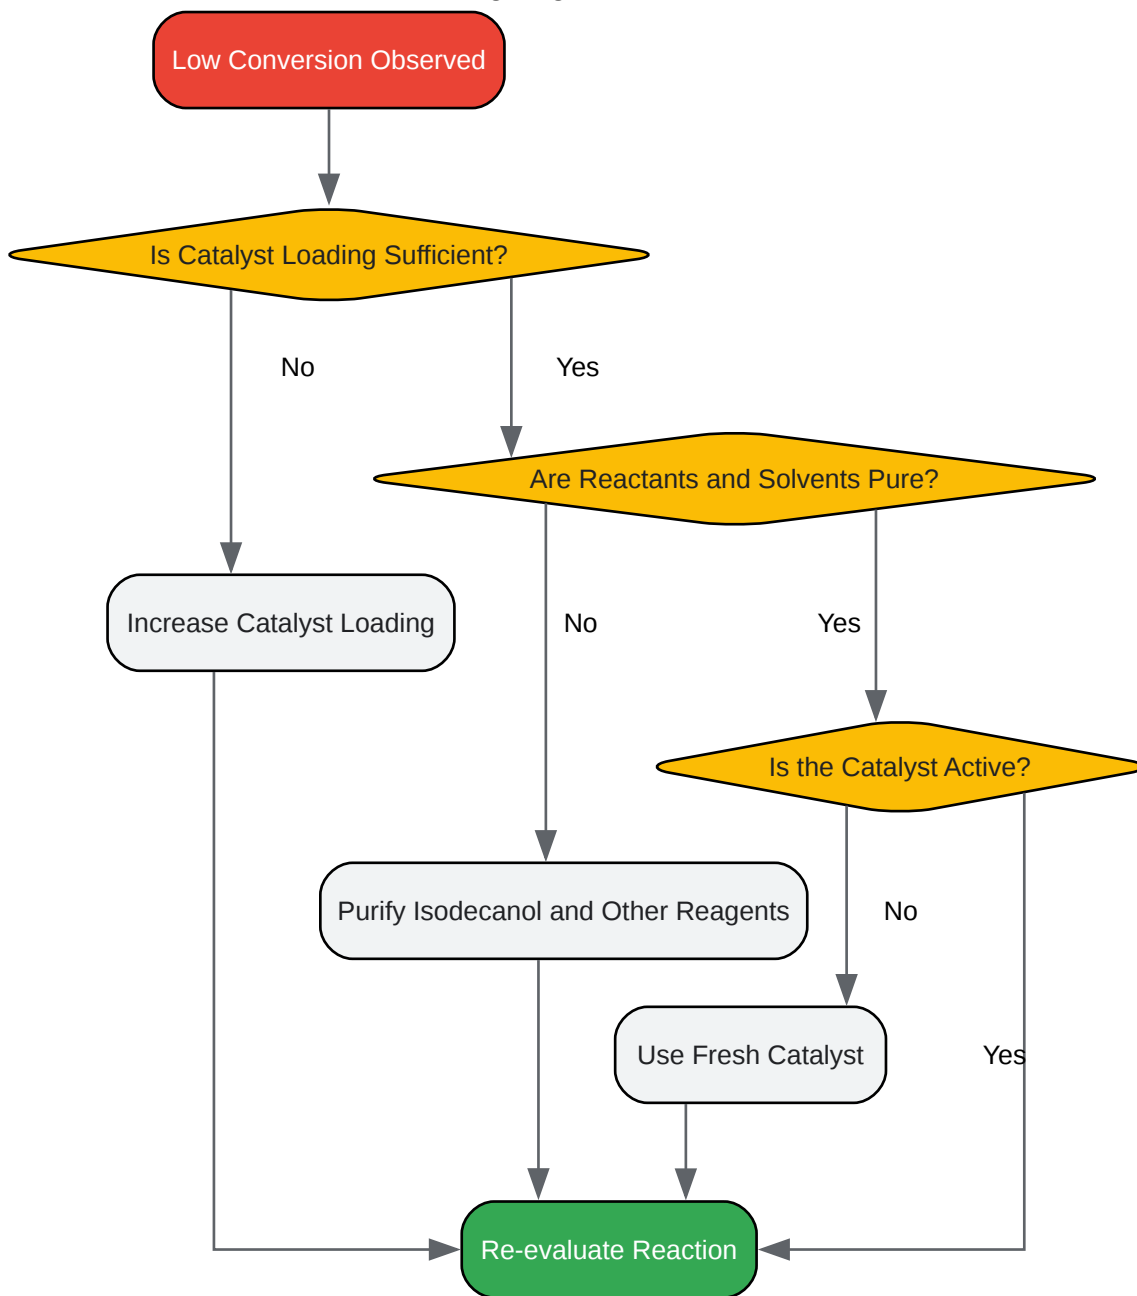 Low Conversion Observed
Is Catalyst Loading Sufficient?
No
Yes
Are Reactants and Solvents Pure?
Increase Catalyst Loading
No
Yes
Is the Catalyst Active?
Purify Isodecanol and Other Reagents
No
Use Fresh Catalyst
Yes
Re-evaluate Reaction